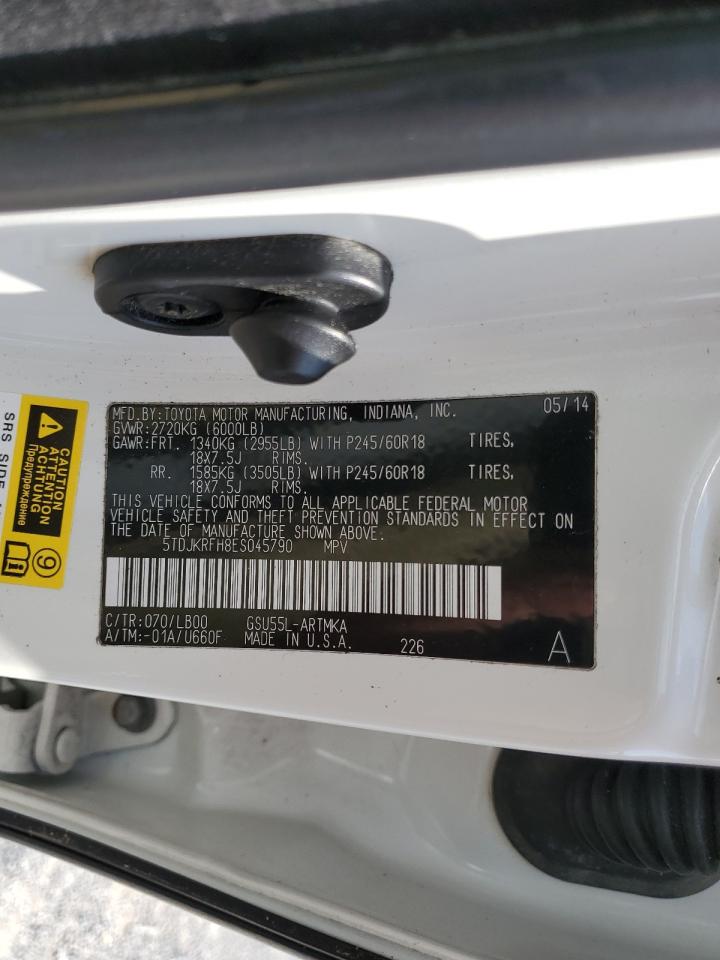 MFD.BY:TOYOTA MOTOR MANUFACTURING, INDIANA, INC. 05/14
GVWR:2720KG (6000LB)
GAWR:FRT. 1340KG (2955LB) WITH P245/60R18 TIRES,
18X7.5J RIMS.
RR. 1585KG (3505LB) WITH P245/60R18 TIRES,
18X7.5J RIMS.
THIS VEHICLE CONFORMS TO ALL APPLICABLE FEDERAL MOTOR
VEHICLE SAFETY AND THEFT PREVENTION STANDARDS IN EFFECT ON
THE DATE OF MANUFACTURE SHOWN ABOVE.
5TDJKRFH8ES045790 MPV
C/TR:070/LB00 GSU55L-ARTMKA
A/TM:-01A/U660F MADE IN U.S.A. 226 A
CAUTION
ATTENTION
ACHTUNG
Предупреждение
9
SRS SIDE